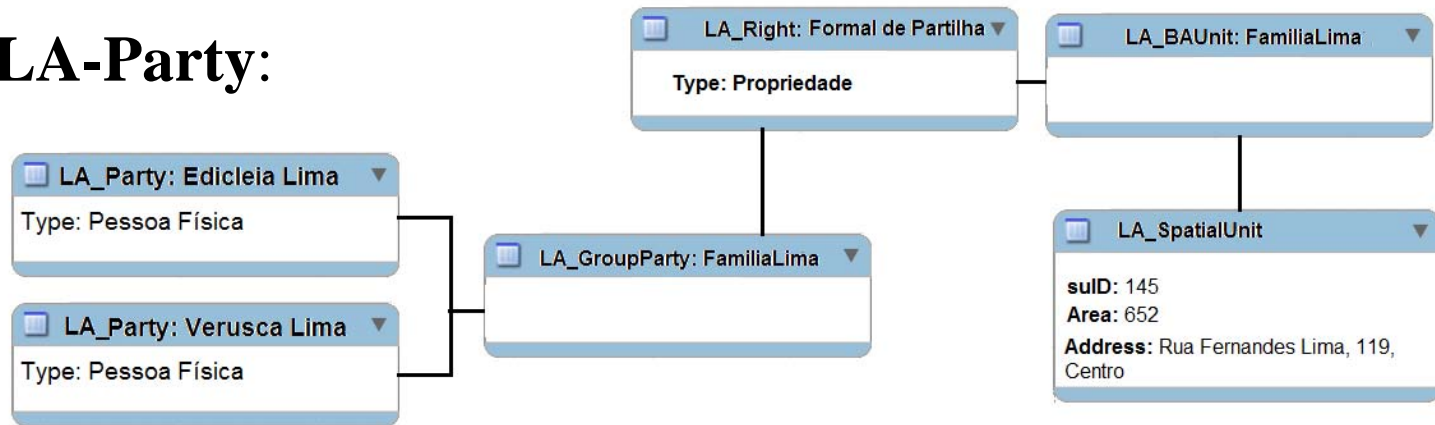 LA-Party:
LA_Right: Formal de Partilha
Type: Propriedade
LA_BAUnit: FamiliaLima
LA_Party: Edicleia Lima
Type: Pessoa Física
LA_GroupParty: FamiliaLima
LA_Party: Verusca Lima
Type: Pessoa Física
LA_SpatialUnit
suID: 145
Area: 652
Address: Rua Fernandes Lima, 119,
Centro